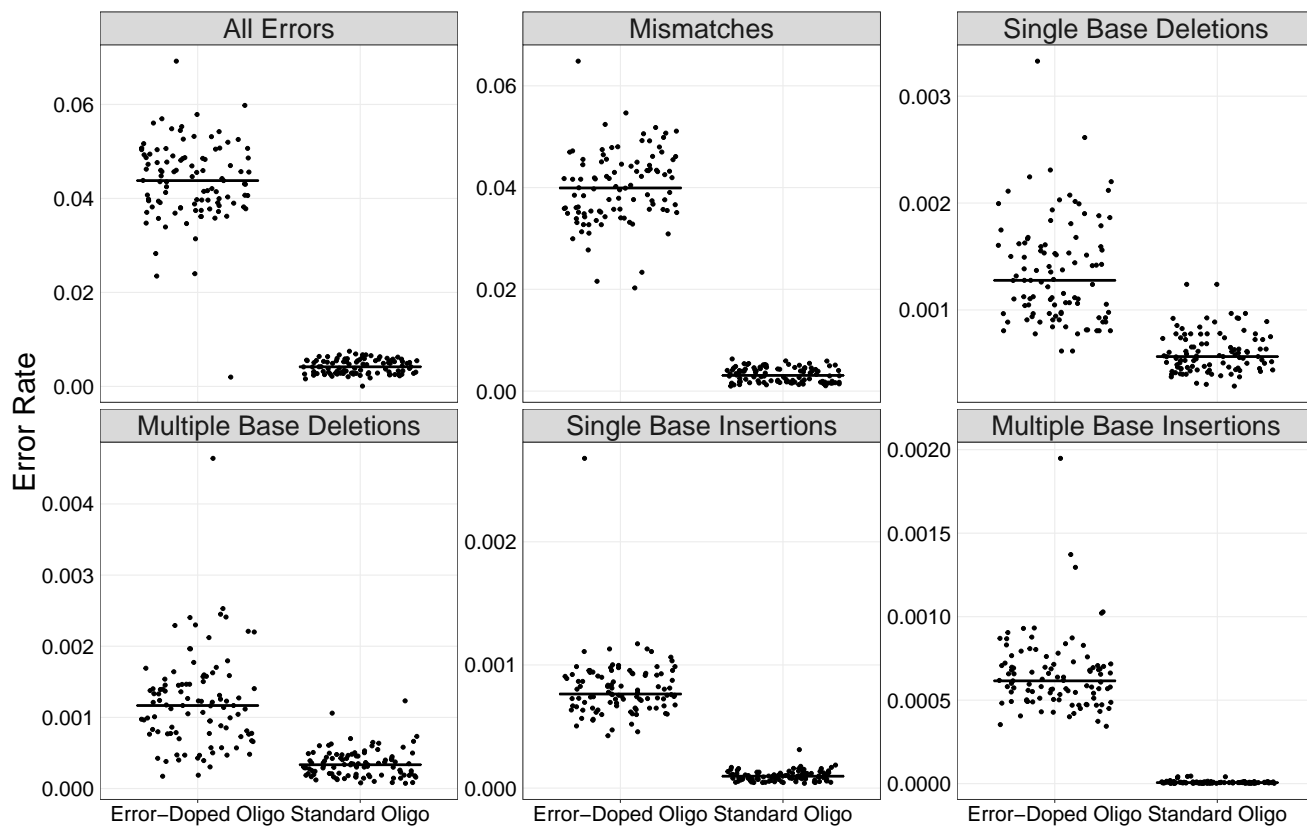 All Errors
Mismatches
Single Base Deletions
0.06
0.04
0.02
0.00
0.06
0.04
0.02
0.00
0.003
0.002
0.001
Error Rate
Multiple Base Deletions
Single Base Insertions
Multiple Base Insertions
0.004
0.003
0.002
0.001
0.000
0.002
0.001
0.000
0.0020
0.0015
0.0010
0.0005
0.0000
Error−Doped Oligo Standard Oligo
Error−Doped Oligo Standard Oligo
Error−Doped Oligo Standard Oligo